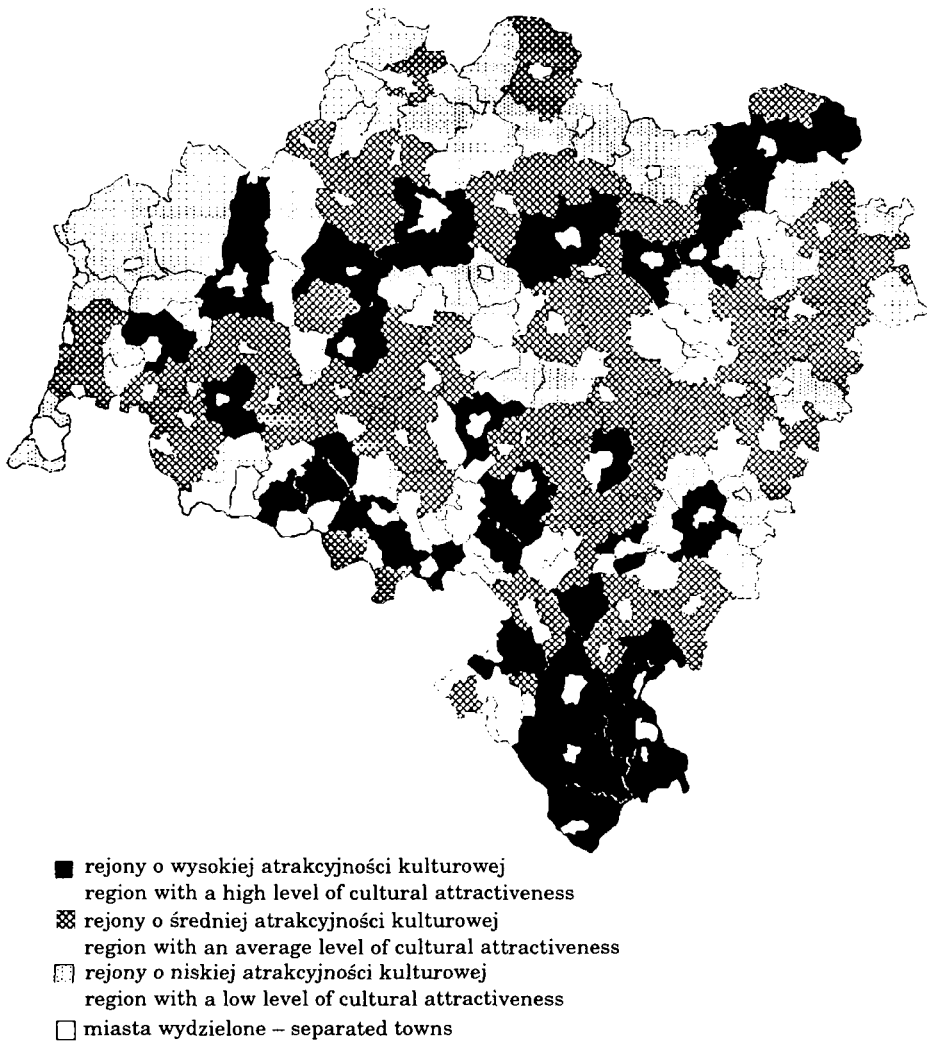 rejony o wysokiej atrakcyjności kulturowej
region with a high level of cultural attractiveness
rejony o średniej atrakcyjności kulturowej
region with an average level of cultural attractiveness
rejony o niskiej atrakcyjności kulturowej
region with a low level of cultural attractiveness
miasta wydzielone – separated towns